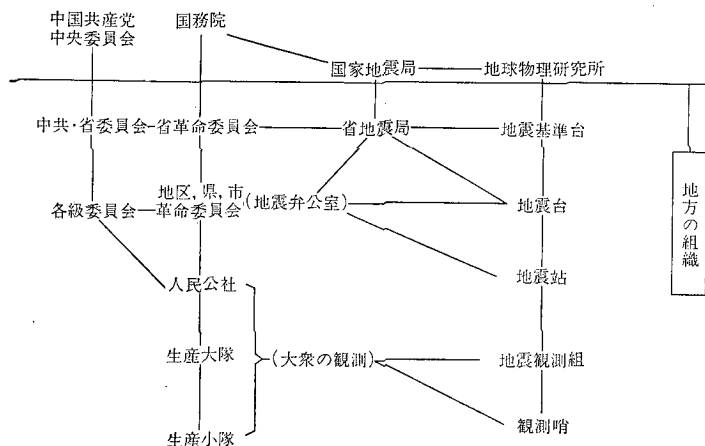 中国共産党
中央委員会
国務院
国家地震局
地球物理研究所
中共・省委員会
省革命委員会
省地震局
地震基準台
各級委員会
地区,県,市
革命委員会
(地震弁公室)
地震台
地方の組織
地震站
人民公社
生産大隊
(大衆の観測)
地震観測組
観測哨
生産小隊